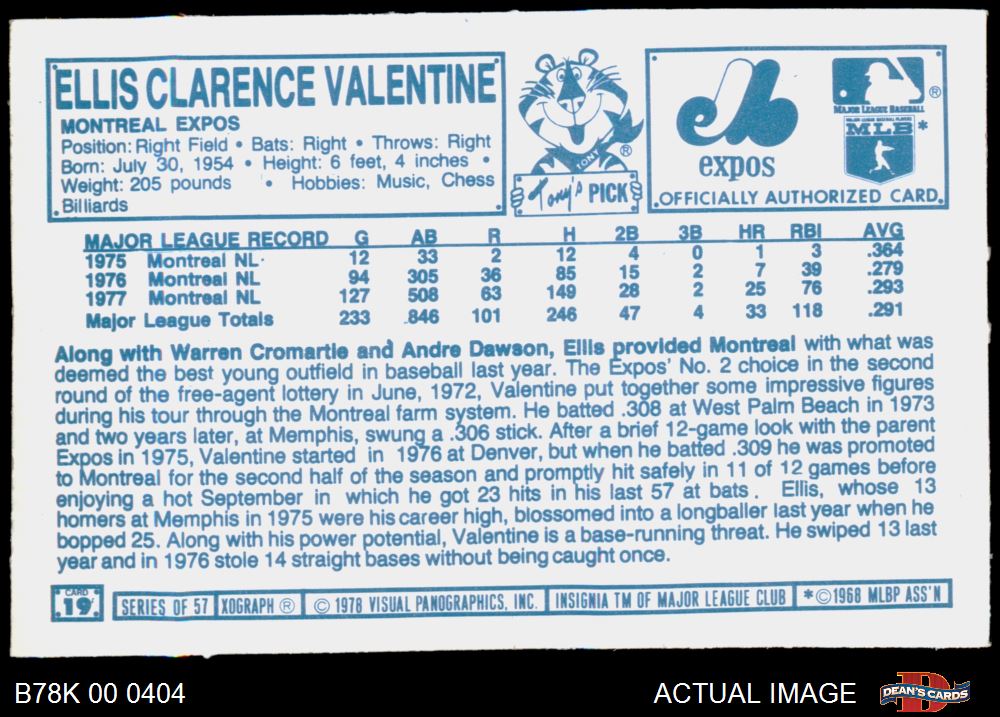 ELLIS CLARENCE VALENTINE
MONTREAL EXPOS
Position: Right Field • Bats: Right • Throws: Right
Born: July 30, 1954 • Height: 6 feet, 4 inches •
Weight: 205 pounds • Hobbies: Music, Chess
Billiards
TONY
®
Tony's PICK
expos
®
MAJOR LEAGUE BASEBALL
MAJOR LEAGUE BASEBALL PLAYERS
MLB *
OFFICIALLY AUTHORIZED CARD
MAJOR LEAGUE RECORD G AB R H 2B 3B HR RBI AVG
1975 Montreal NL 12 33 2 12 4 0 1 3 .364
1976 Montreal NL 94 305 36 85 15 2 7 39 .279
1977 Montreal NL 127 508 63 149 28 2 25 76 .293
Major League Totals 233 846 101 246 47 4 33 118 .291
Along with Warren Cromartie and Andre Dawson, Ellis provided Montreal with what was
deemed the best young outfield in baseball last year. The Expos' No. 2 choice in the second
round of the free-agent lottery in June, 1972, Valentine put together some impressive figures
during his tour through the Montreal farm system. He batted .308 at West Palm Beach in 1973
and two years later, at Memphis, swung a .306 stick. After a brief 12-game look with the parent
Expos in 1975, Valentine started in 1976 at Denver, but when he batted .309 he was promoted
to Montreal for the second half of the season and promptly hit safely in 11 of 12 games before
enjoying a hot September in which he got 23 hits in his last 57 at bats. Ellis, whose 13
homers at Memphis in 1975 were his career high, blossomed into a longballer last year when he
bopped 25. Along with his power potential, Valentine is a base-running threat. He swiped 13 last
year and in 1976 stole 14 straight bases without being caught once.
CARD
19
SERIES OF 57 XOGRAPH ® © 1978 VISUAL PANOGRAPHICS, INC. INSIGNIA TM OF MAJOR LEAGUE CLUB *©1968 MLBP ASS'N
B78K 00 0404 ACTUAL IMAGE DEAN'S CARDS